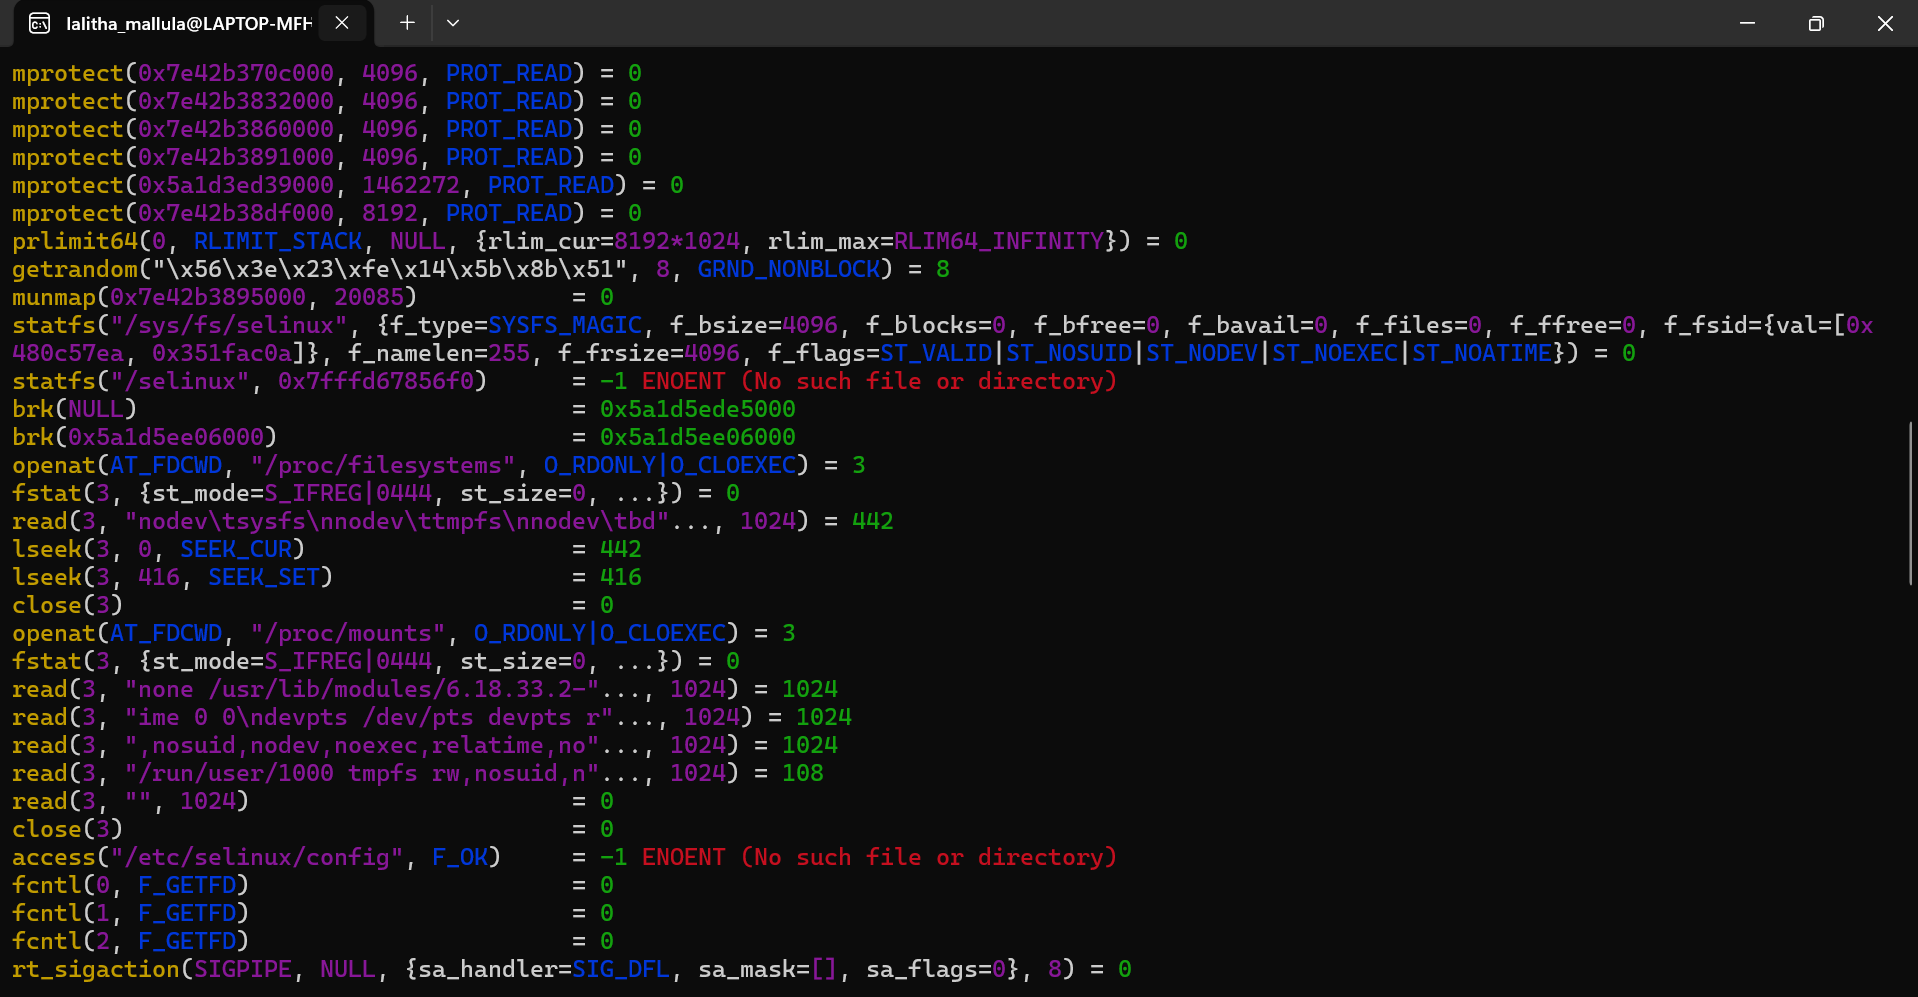 lalitha_mallula@LAPTOP-MFH
mprotect(0x7e42b370c000, 4096, PROT_READ) = 0
mprotect(0x7e42b3832000, 4096, PROT_READ) = 0
mprotect(0x7e42b3860000, 4096, PROT_READ) = 0
mprotect(0x7e42b3891000, 4096, PROT_READ) = 0
mprotect(0x5a1d3ed39000, 1462272, PROT_READ) = 0
mprotect(0x7e42b38df000, 8192, PROT_READ) = 0
prlimit64(0, RLIMIT_STACK, NULL, {rlim_cur=8192*1024, rlim_max=RLIM64_INFINITY}) = 0
getrandom("\x56\x3e\x23\xfe\x14\x5b\x8b\x51", 8, GRND_NONBLOCK) = 8
munmap(0x7e42b3895000, 20085)           = 0
statfs("/sys/fs/selinux", {f_type=SYSFS_MAGIC, f_bsize=4096, f_blocks=0, f_bfree=0, f_bavail=0, f_files=0, f_ffree=0, f_fsid={val=[0x
480c57ea, 0x351fac0a]}, f_namelen=255, f_frsize=4096, f_flags=ST_VALID|ST_NOSUID|ST_NODEV|ST_NOEXEC|ST_NOATIME}) = 0
statfs("/selinux", 0x7fffd67856f0)      = -1 ENOENT (No such file or directory)
brk(NULL)                               = 0x5a1d5ede5000
brk(0x5a1d5ee06000)                     = 0x5a1d5ee06000
openat(AT_FDCWD, "/proc/filesystems", O_RDONLY|O_CLOEXEC) = 3
fstat(3, {st_mode=S_IFREG|0444, st_size=0, ...}) = 0
read(3, "nodev\tsysfs\nnodev\ttmpfs\nnodev\tbd"..., 1024) = 442
lseek(3, 0, SEEK_CUR)                   = 442
lseek(3, 416, SEEK_SET)                 = 416
close(3)                                = 0
openat(AT_FDCWD, "/proc/mounts", O_RDONLY|O_CLOEXEC) = 3
fstat(3, {st_mode=S_IFREG|0444, st_size=0, ...}) = 0
read(3, "none /usr/lib/modules/6.18.33.2-"..., 1024) = 1024
read(3, "ime 0 0\ndevpts /dev/pts devpts r"..., 1024) = 1024
read(3, ",nosuid,nodev,noexec,relatime,no"..., 1024) = 1024
read(3, "/run/user/1000 tmpfs rw,nosuid,n"..., 1024) = 108
read(3, "", 1024)                       = 0
close(3)                                = 0
access("/etc/selinux/config", F_OK)     = -1 ENOENT (No such file or directory)
fcntl(0, F_GETFD)                       = 0
fcntl(1, F_GETFD)                       = 0
fcntl(2, F_GETFD)                       = 0
rt_sigaction(SIGPIPE, NULL, {sa_handler=SIG_DFL, sa_mask=[], sa_flags=0}, 8) = 0